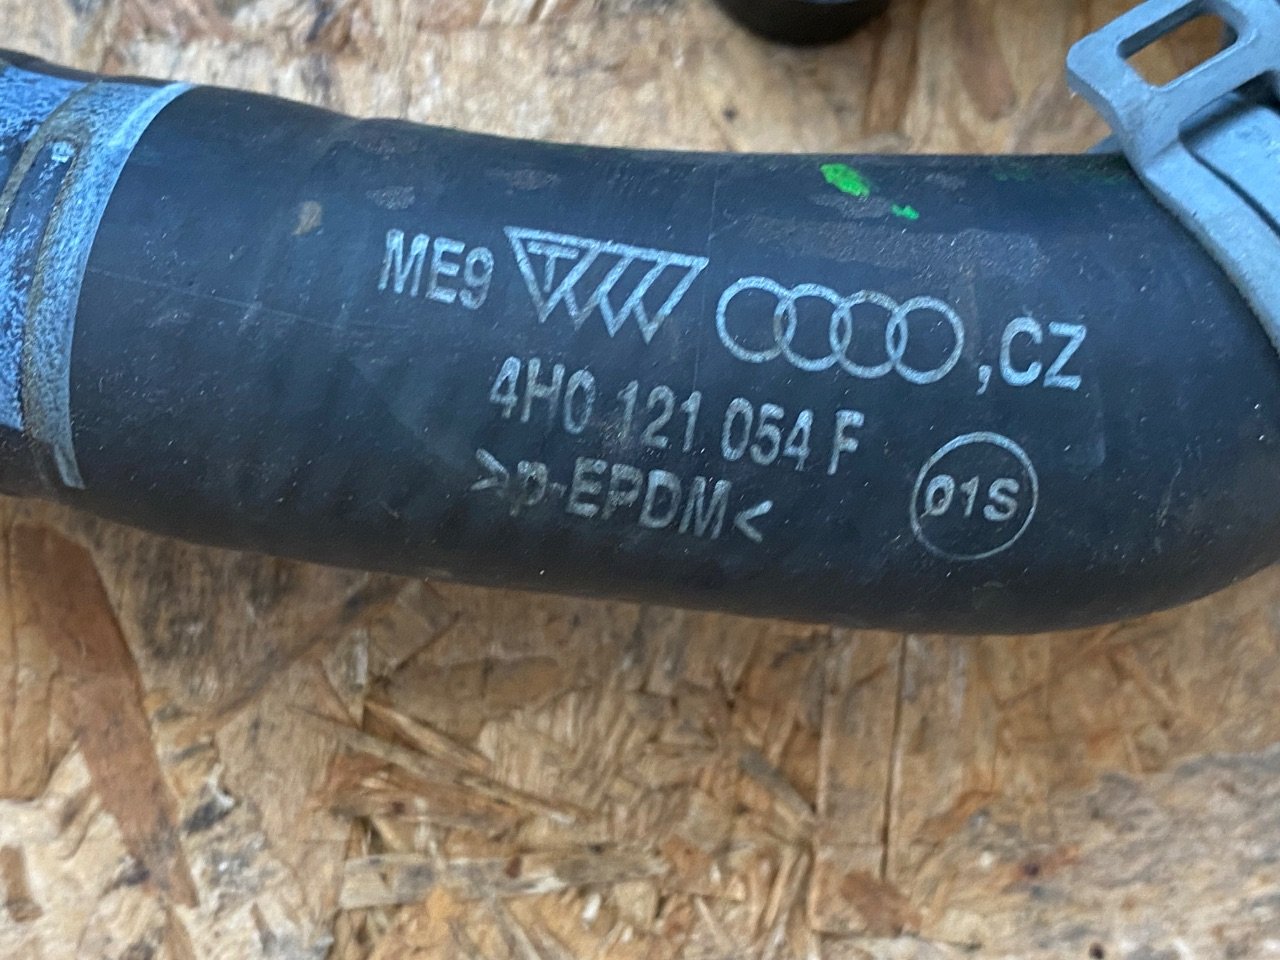 ME9 ,CZ
4H0 121 054 F
>p-EPDM<
01S